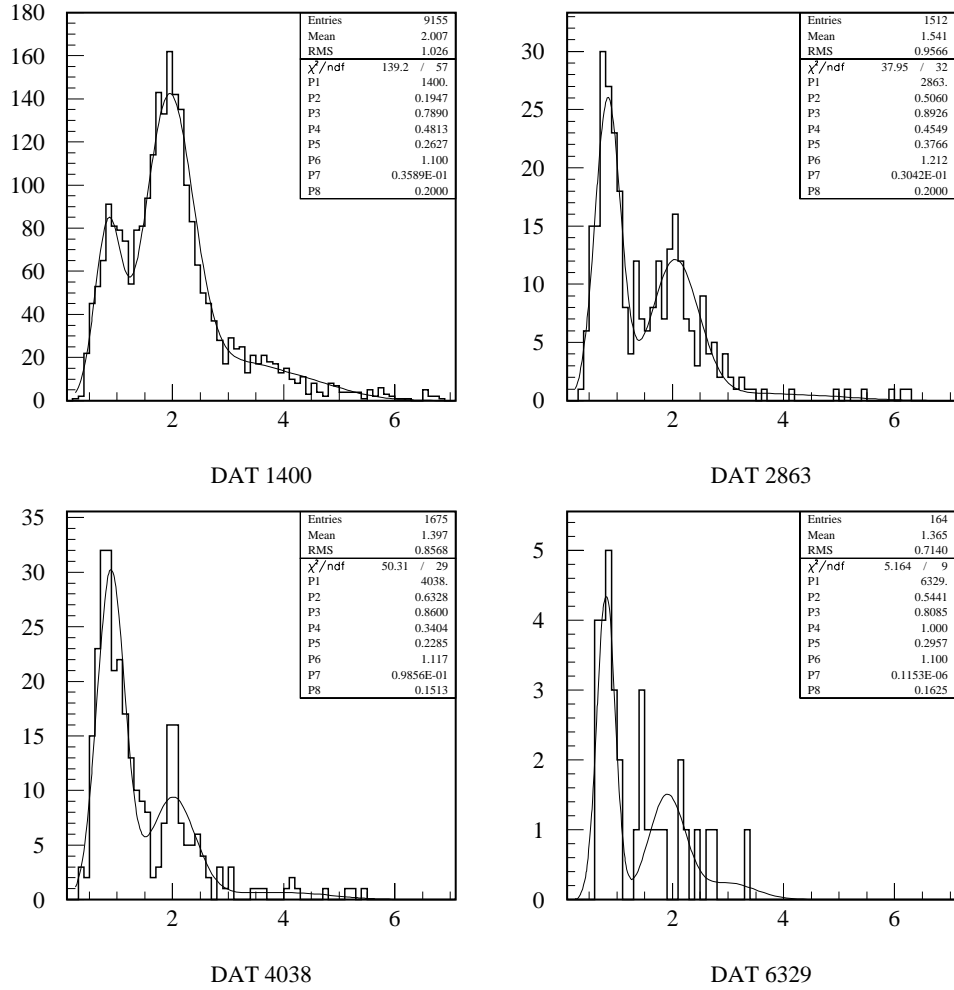 Entries 9155
Mean 2.007
RMS 1.026
χ²/ndf 139.2 / 57
P1 1400.
P2 0.1947
P3 0.7890
P4 0.4813
P5 0.2627
P6 1.100
P7 0.3589E-01
P8 0.2000
180
160
140
120
100
80
60
40
20
0
2 4 6
DAT 1400
Entries 1512
Mean 1.541
RMS 0.9566
χ²/ndf 37.95 / 32
P1 2863.
P2 0.5060
P3 0.8926
P4 0.4549
P5 0.3766
P6 1.212
P7 0.3042E-01
P8 0.2000
30
25
20
15
10
5
0
2 4 6
DAT 2863
Entries 1675
Mean 1.397
RMS 0.8568
χ²/ndf 50.31 / 29
P1 4038.
P2 0.6328
P3 0.8600
P4 0.3404
P5 0.2285
P6 1.117
P7 0.9856E-01
P8 0.1513
35
30
25
20
15
10
5
0
2 4 6
DAT 4038
Entries 164
Mean 1.365
RMS 0.7140
χ²/ndf 5.164 / 9
P1 6329.
P2 0.5441
P3 0.8085
P4 1.000
P5 0.2957
P6 1.100
P7 0.1153E-06
P8 0.1625
5
4
3
2
1
0
2 4 6
DAT 6329